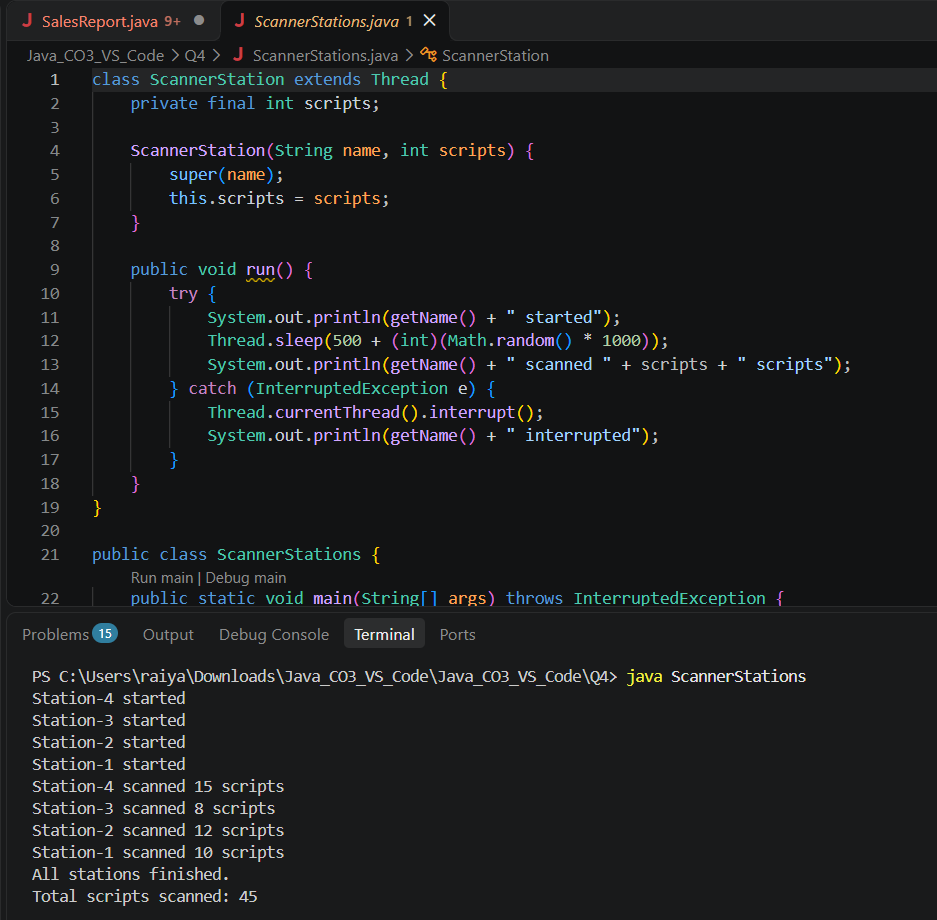 J SalesReport.java 9+ ● J ScannerStations.java 1 ✕
Java_CO3_VS_Code > Q4 > J ScannerStations.java > ScannerStation
1 class ScannerStation extends Thread {
2     private final int scripts;
3
4     ScannerStation(String name, int scripts) {
5         super(name);
6         this.scripts = scripts;
7     }
8
9     public void run() {
10         try {
11             System.out.println(getName() + " started");
12             Thread.sleep(500 + (int)(Math.random() * 1000));
13             System.out.println(getName() + " scanned " + scripts + " scripts");
14         } catch (InterruptedException e) {
15             Thread.currentThread().interrupt();
16             System.out.println(getName() + " interrupted");
17         }
18     }
19 }
20
21 public class ScannerStations {
Run main | Debug main
22     public static void main(String[] args) throws InterruptedException {
Problems 15 Output Debug Console Terminal Ports
PS C:\Users\raiya\Downloads\Java_CO3_VS_Code\Java_CO3_VS_Code\Q4> java ScannerStations
Station-4 started
Station-3 started
Station-2 started
Station-1 started
Station-4 scanned 15 scripts
Station-3 scanned 8 scripts
Station-2 scanned 12 scripts
Station-1 scanned 10 scripts
All stations finished.
Total scripts scanned: 45